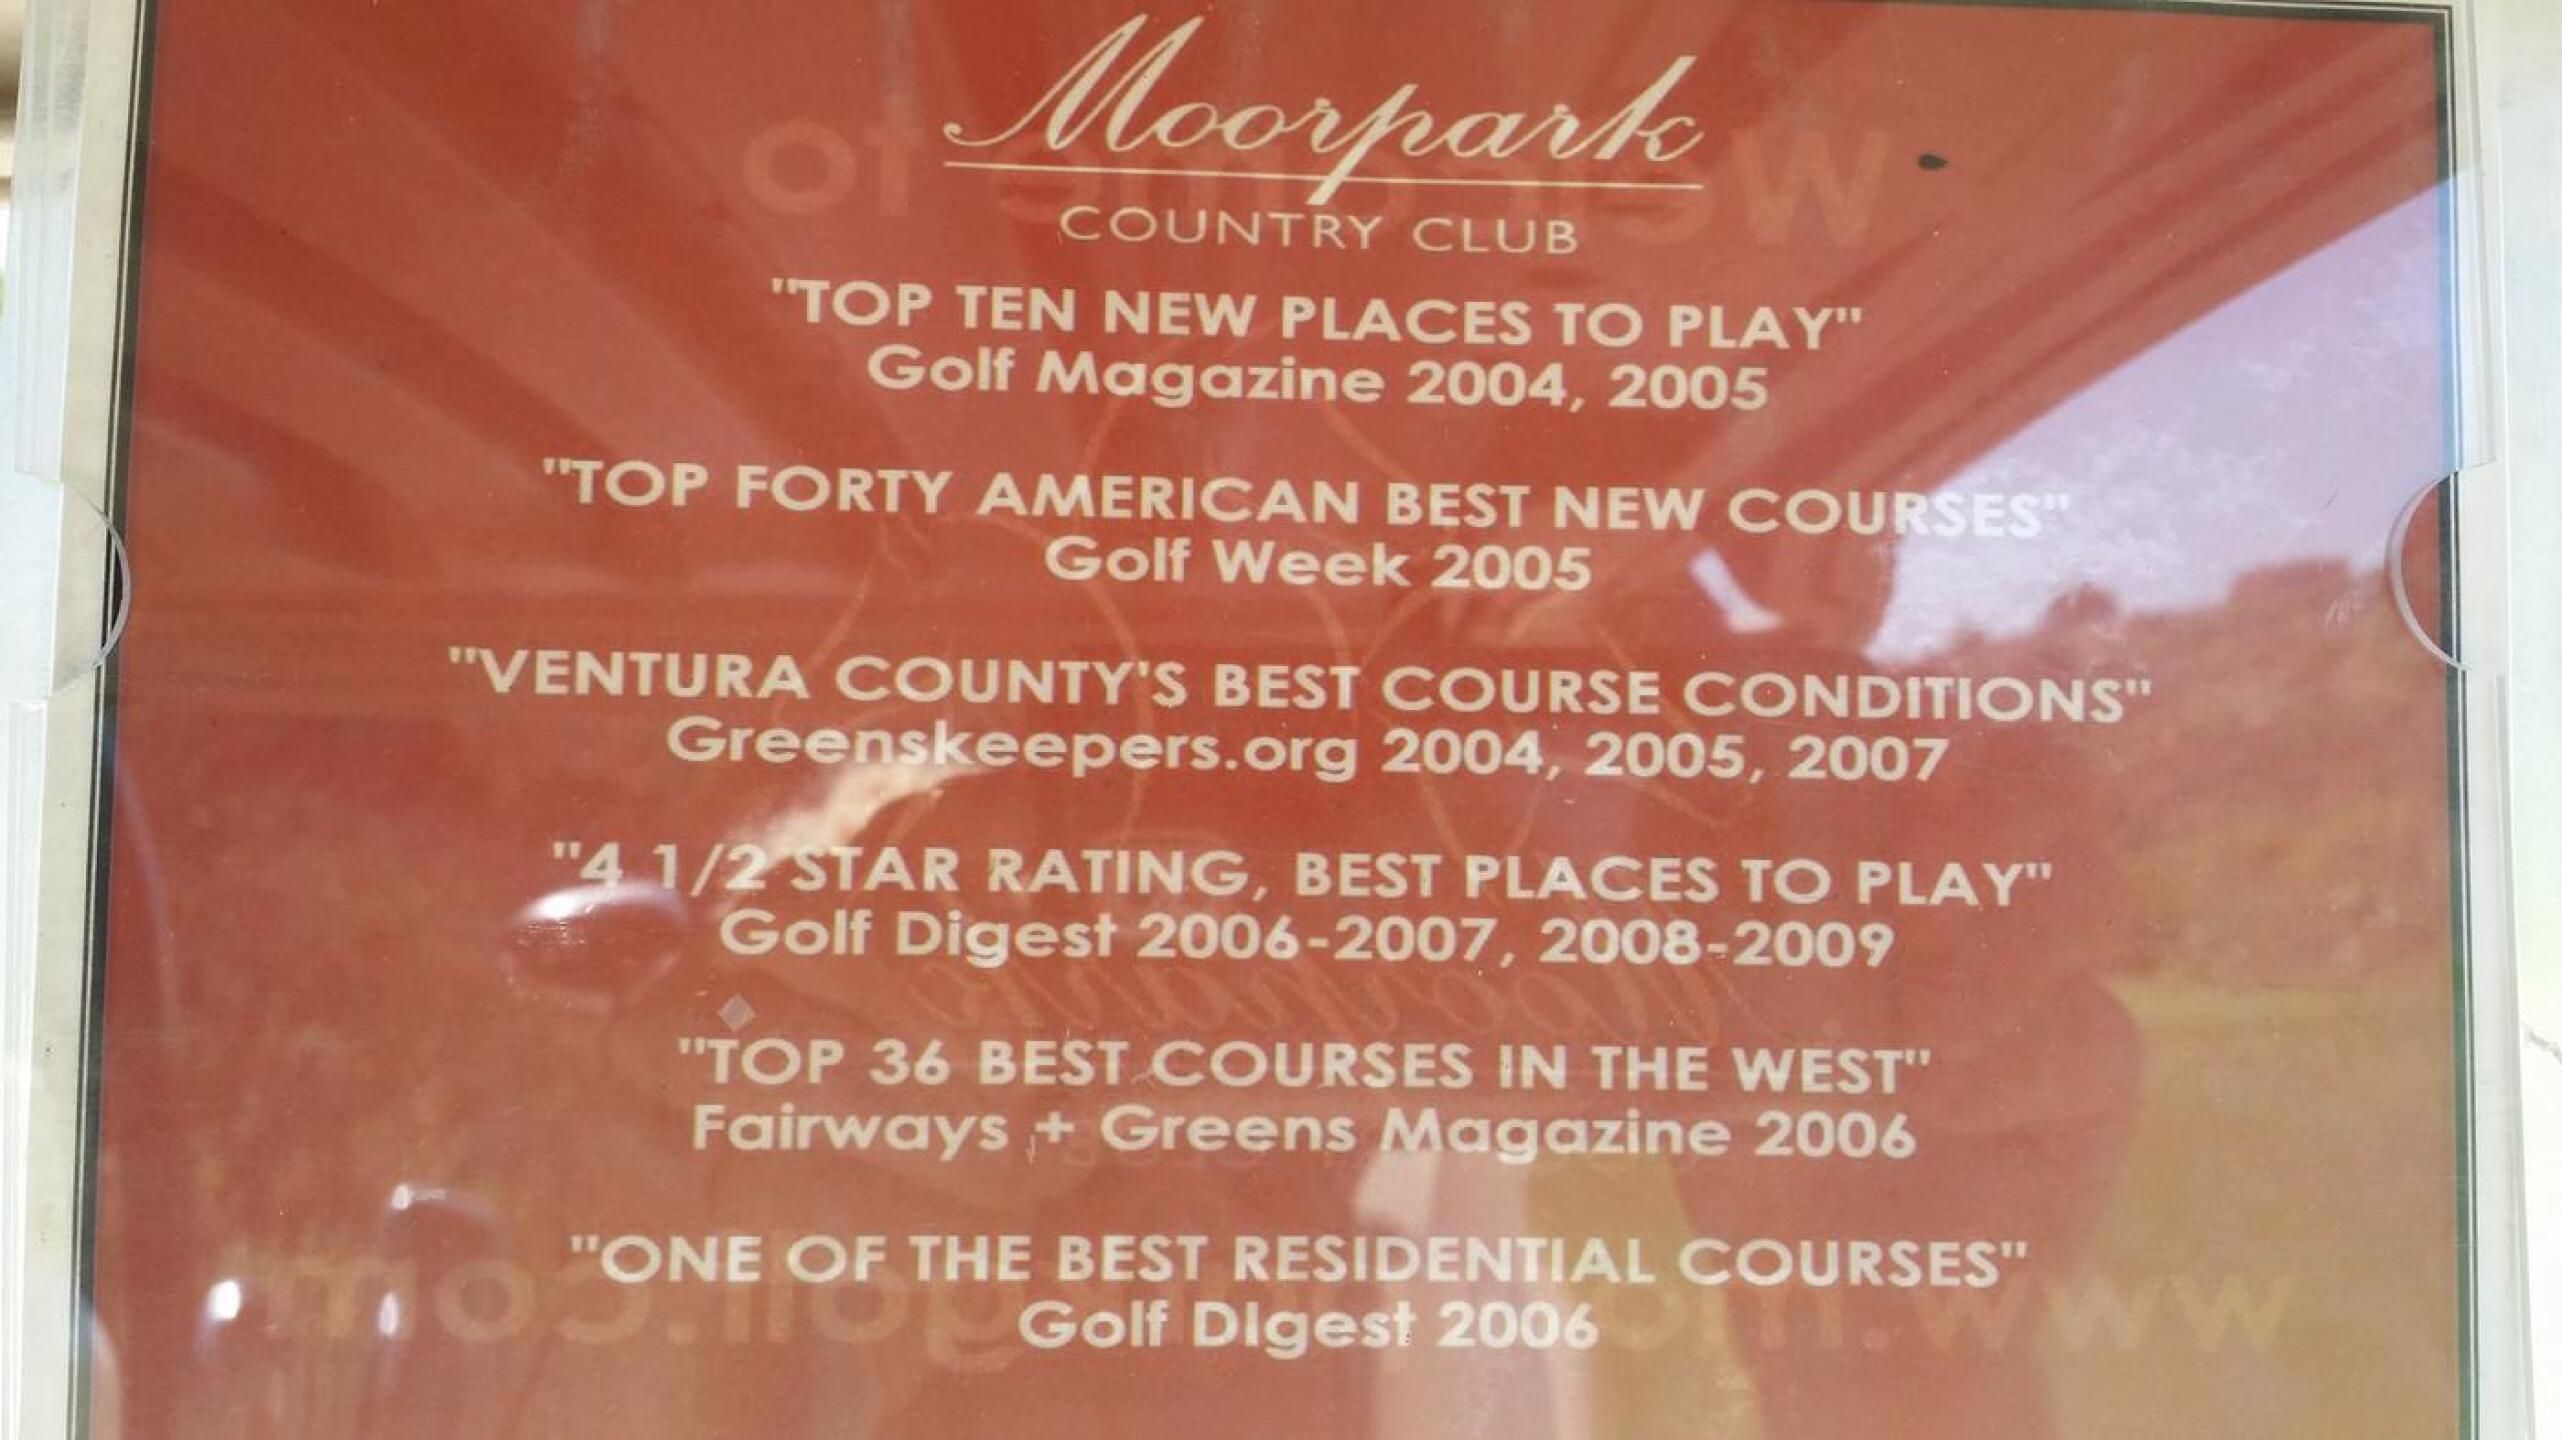 Moorpark
COUNTRY CLUB
"TOP TEN NEW PLACES TO PLAY"
Golf Magazine 2004, 2005
"TOP FORTY AMERICAN BEST NEW COURSES"
Golf Week 2005
"VENTURA COUNTY'S BEST COURSE CONDITIONS"
Greenskeepers.org 2004, 2005, 2007
"4 1/2 STAR RATING, BEST PLACES TO PLAY"
Golf Digest 2006-2007, 2008-2009
"TOP 36 BEST COURSES IN THE WEST"
Fairways + Greens Magazine 2006
"ONE OF THE BEST RESIDENTIAL COURSES"
Golf DIgest 2006